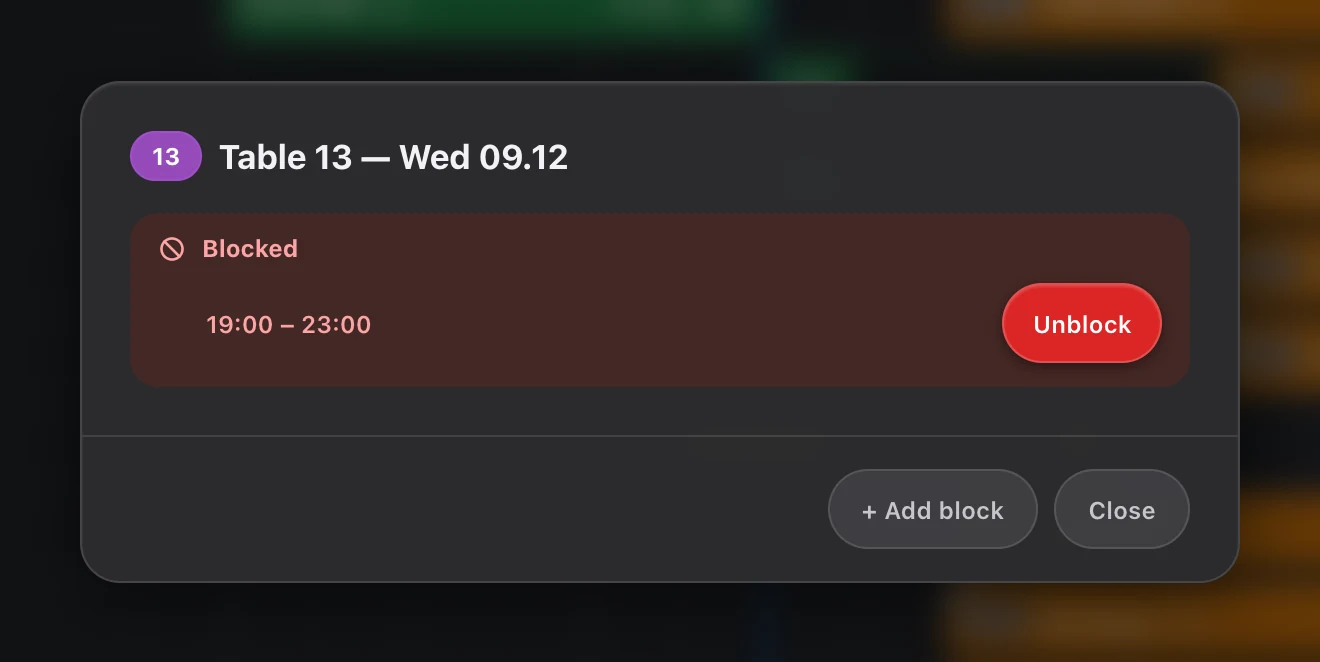 13 Table 13 — Wed 09.12
Blocked
19:00 – 23:00 Unblock
+ Add block Close